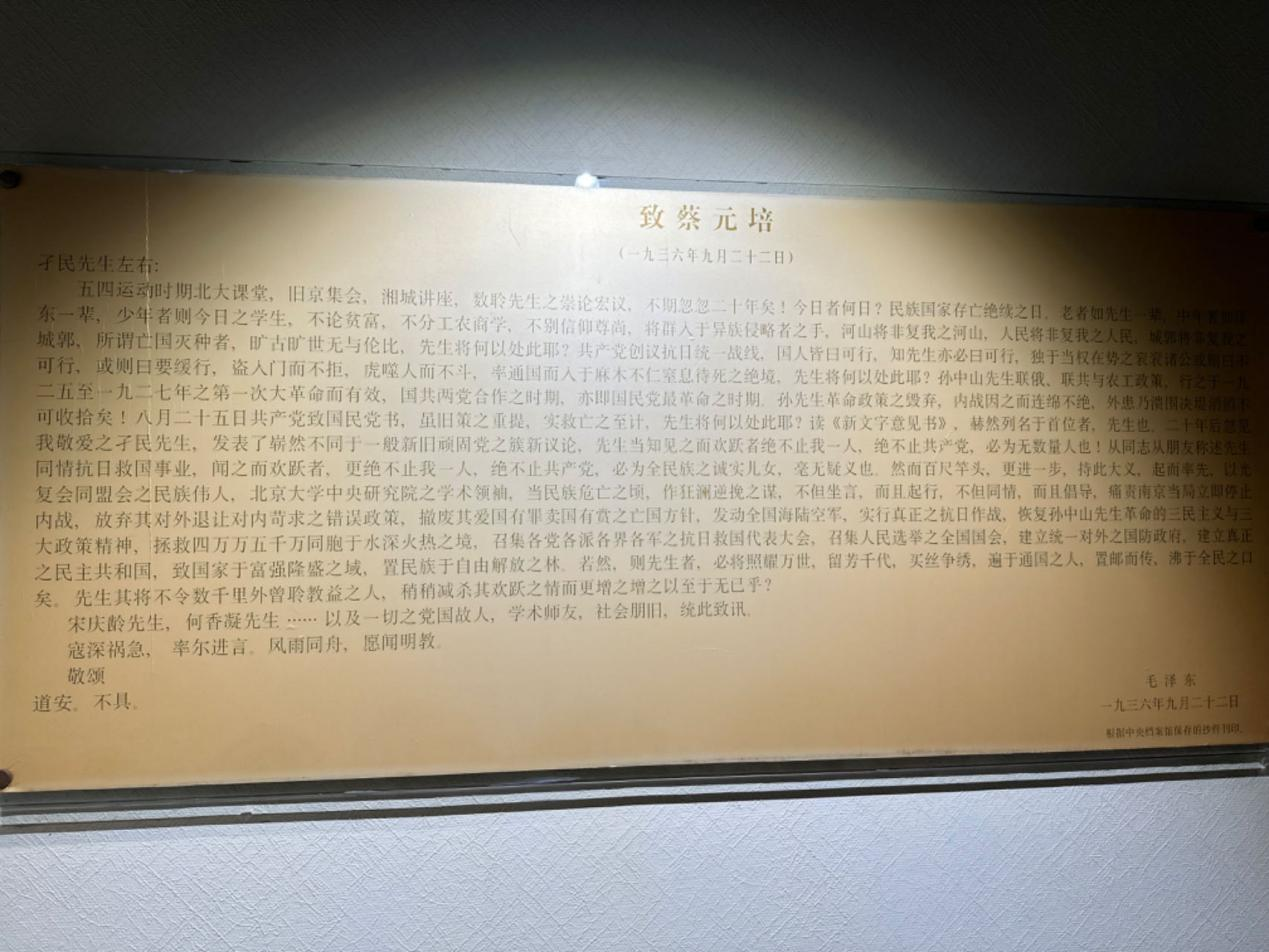 致蔡元培
(一九三六年九月二十二日)
孑民先生左右:
五四运动时期北大课堂，旧京集会，湘城讲座，数聆先生之崇论宏议，不期忽忽二十年矣！今日者何日？民族国家存亡绝续之日。老者如先生一辈，中年者如泽
东一辈，少年者则今日之学生，不论贫富，不分工农商学，不别信仰尊尚，将群入于异族侵略者之手，河山将非复我之河山，人民将非复我之人民，城郭将非复我之
城郭，所谓亡国灭种者，旷古旷世无与伦比，先生将何以处此耶？共产党创议抗日统一战线，国人皆曰可行，知先生亦必曰可行，独于当权在势之衮衮诸公或则曰不
可行，或则曰要缓行，盗入门而不拒，虎噬人而不斗，率通国而入于麻木不仁窒息待死之绝境，先生将何以处此耶？孙中山先生联俄、联共与农工政策，行之于一九
二五至一九二七年之第一次大革命而有效，国共两党合作之时期，亦即国民党最革命之时期。孙先生革命政策之毁弃，内战因之而连绵不绝，外患乃溃围决堤滔滔不
可收拾矣！八月二十五日共产党致国民党书，虽旧策之重提，实救亡之至计，先生将何以处此耶？读《新文字意见书》，赫然列名于首位者，先生也。二十年后忽见
我敬爱之孑民先生，发表了崭然不同于一般新旧顽固党之簇新议论，先生当知见之而欢跃者绝不止我一人，绝不止共产党，必为无数量人也！从同志从朋友称述先生
同情抗日救国事业，闻之而欢跃者，更绝不止我一人，绝不止共产党，必为全民族之诚实儿女，毫无疑义也。然而百尺竿头，更进一步，持此大义，起而率先，以光
复会同盟会之民族伟人，北京大学中央研究院之学术领袖，当民族危亡之顷，作狂澜逆挽之谋，不但坐言，而且起行，不但同情，而且倡导，痛责南京当局立即停止
内战，放弃其对外退让对内苛求之错误政策，撤废其爱国有罪卖国有赏之亡国方针，发动全国海陆空军，实行真正之抗日作战，恢复孙中山先生革命的三民主义与三
大政策精神，拯救四万万五千万同胞于水深火热之境，召集各党各派各界各军之抗日救国代表大会，召集人民选举之全国国会，建立统一对外之国防政府，建立真正
之民主共和国，致国家于富强隆盛之域，置民族于自由解放之林。若然，则先生者，必将照耀万世，留芳千代，买丝争绣，遍于通国之人，置邮而传，沸于全民之口
矣。先生其将不令数千里外曾聆教益之人，稍稍减杀其欢跃之情而更增之增之以至于无已乎？
宋庆龄先生，何香凝先生……以及一切之党国故人，学术师友，社会朋旧，统此致讯。
寇深祸急，率尔进言。风雨同舟，愿闻明教。
敬颂
道安。不具。
毛泽东
一九三六年九月二十二日
根据中央档案馆保存的抄件刊印。